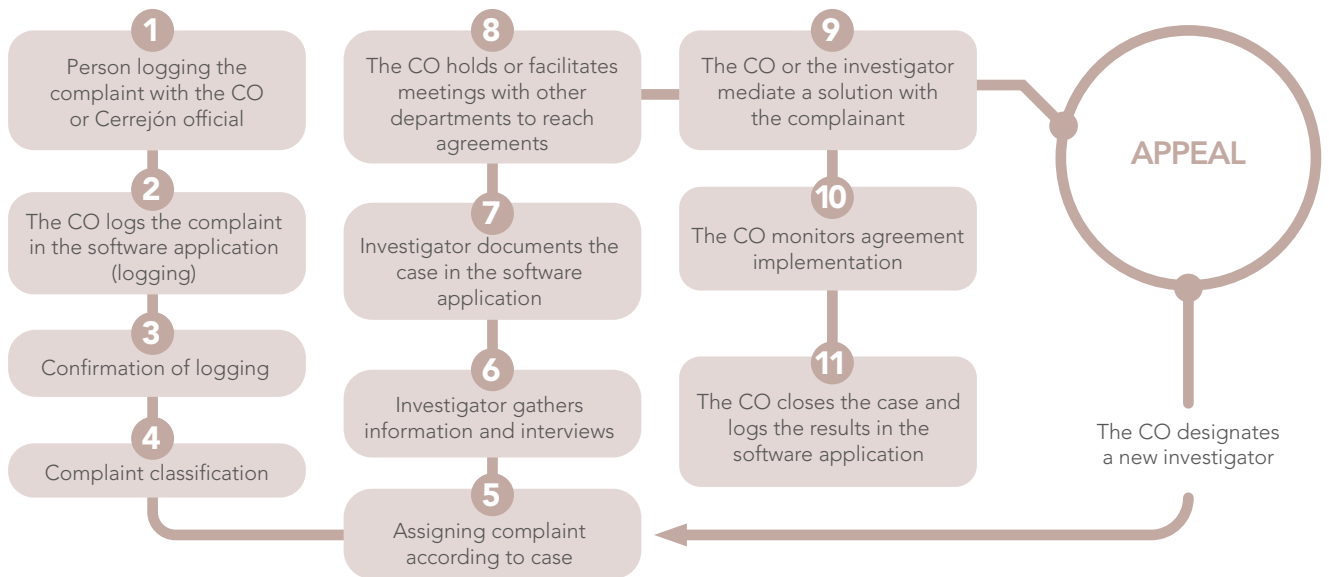 1
Person logging the
complaint with the CO
or Cerrejón official
2
The CO logs the complaint
in the software application
(logging)
3
Confirmation of logging
4
Complaint classification
5
Assigning complaint
according to case
6
Investigator gathers
information and interviews
7
Investigator documents the
case in the software
application
8
The CO holds or facilitates
meetings with other
departments to reach
agreements
9
The CO or the investigator
mediate a solution with
the complainant
10
The CO monitors agreement
implementation
11
The CO closes the case and
logs the results in the
software application
APPEAL
The CO designates
a new investigator